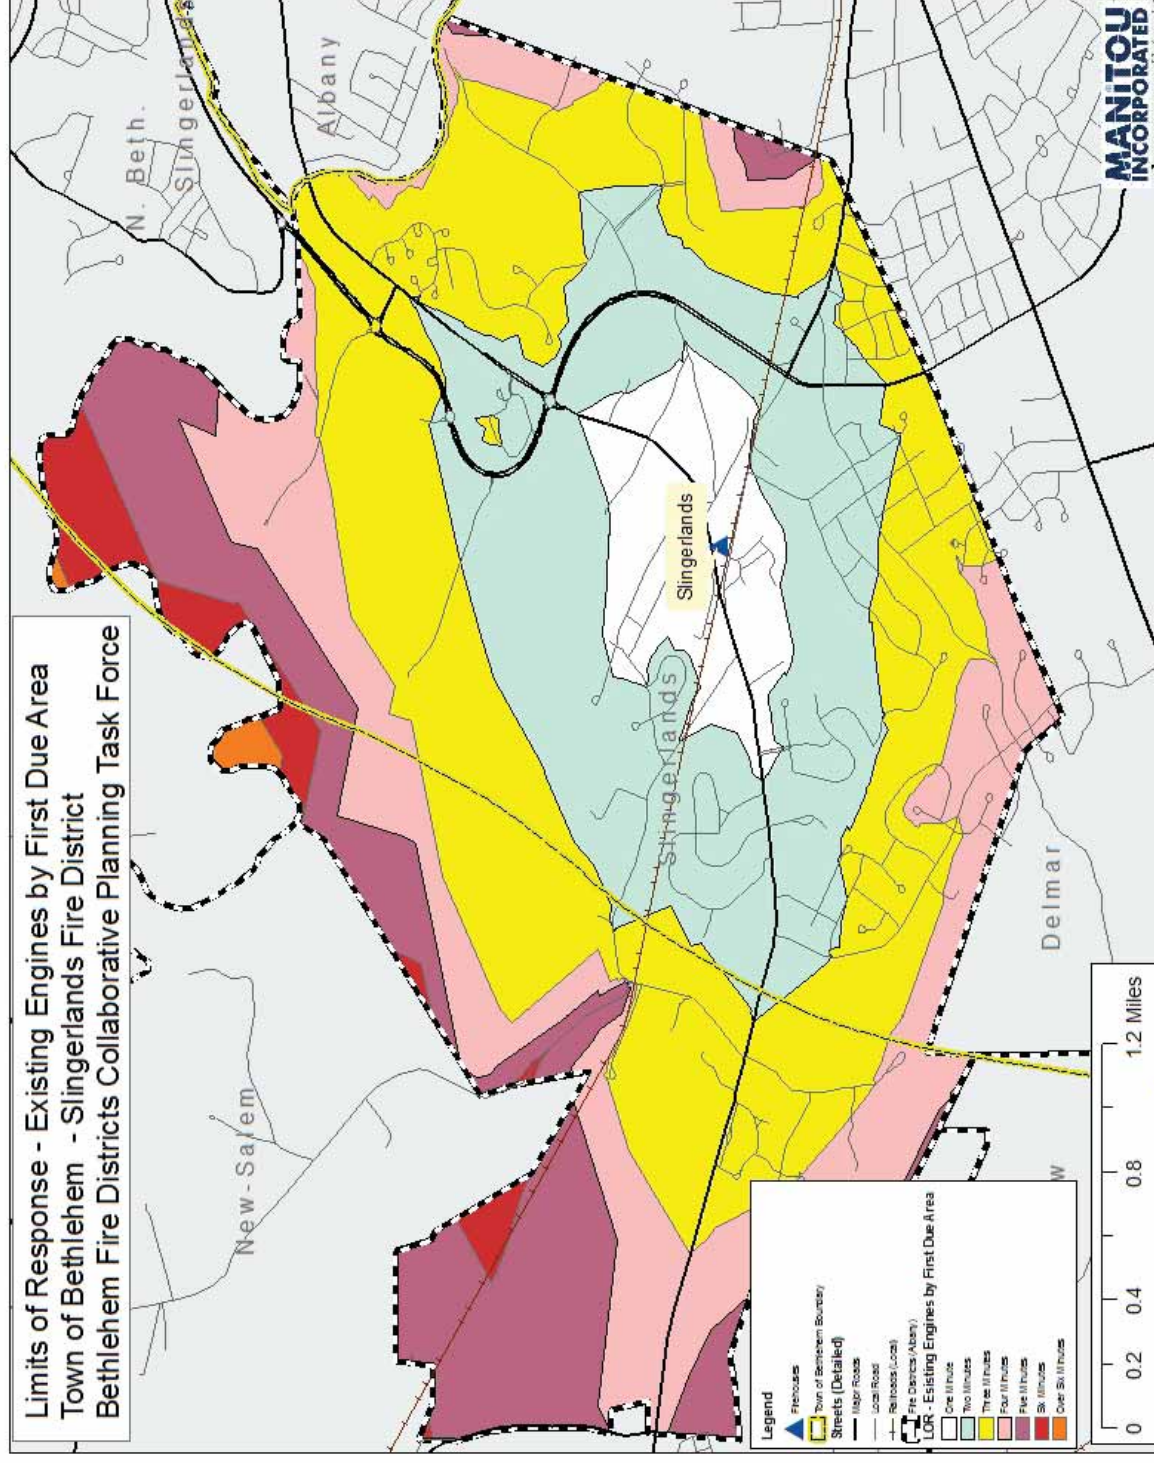 Limits of Response - Existing Engines by First Due Area
Town of Bethlehem - Slingerlands Fire District
Bethlehem Fire Districts Collaborative Planning Task Force
N. Beth.
Slingerlands
Albany
MANITOU
INCORPORATED
Slingerlands
Slingerlands
New-Salem
Delmar
w
Legend
Firehouses
Town of Bethlehem Boundary
Streets (Detailed)
Major Roads
Local Road
Railroads (Local)
Fire Districts (Albany)
LOR - Existing Engines by First Due Area
One Minute
Two Minutes
Three Minutes
Four Minutes
Five Minutes
Six Minutes
Over Six Minutes
0 0.2 0.4 0.8 1.2 Miles